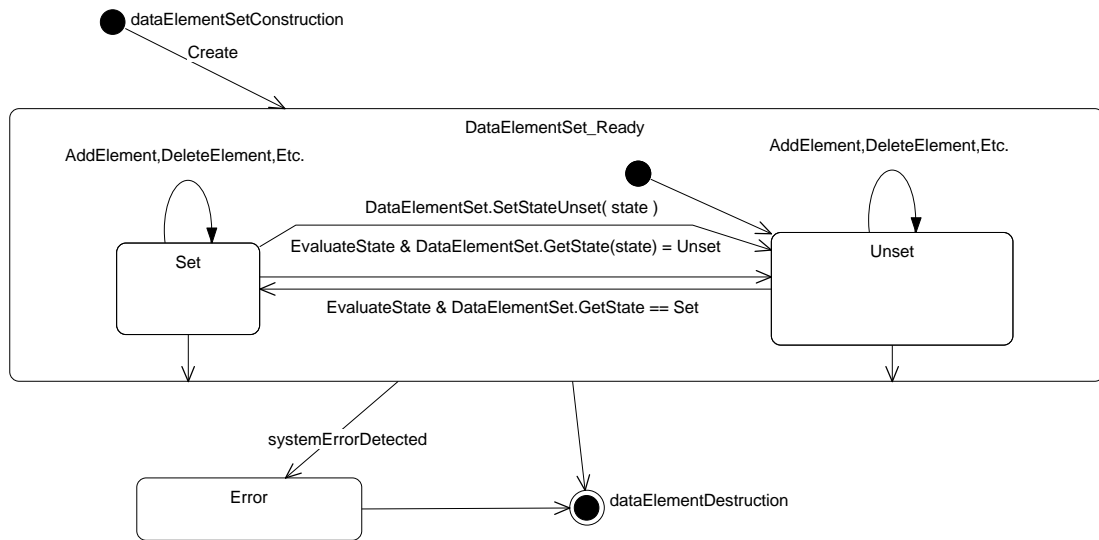 dataElementSetConstruction
Create
DataElementSet_Ready
AddElement,DeleteElement,Etc.
AddElement,DeleteElement,Etc.
DataElementSet.SetStateUnset( state )
EvaluateState & DataElementSet.GetState(state) = Unset
Set
Unset
EvaluateState & DataElementSet.GetState == Set
systemErrorDetected
Error
dataElementDestruction